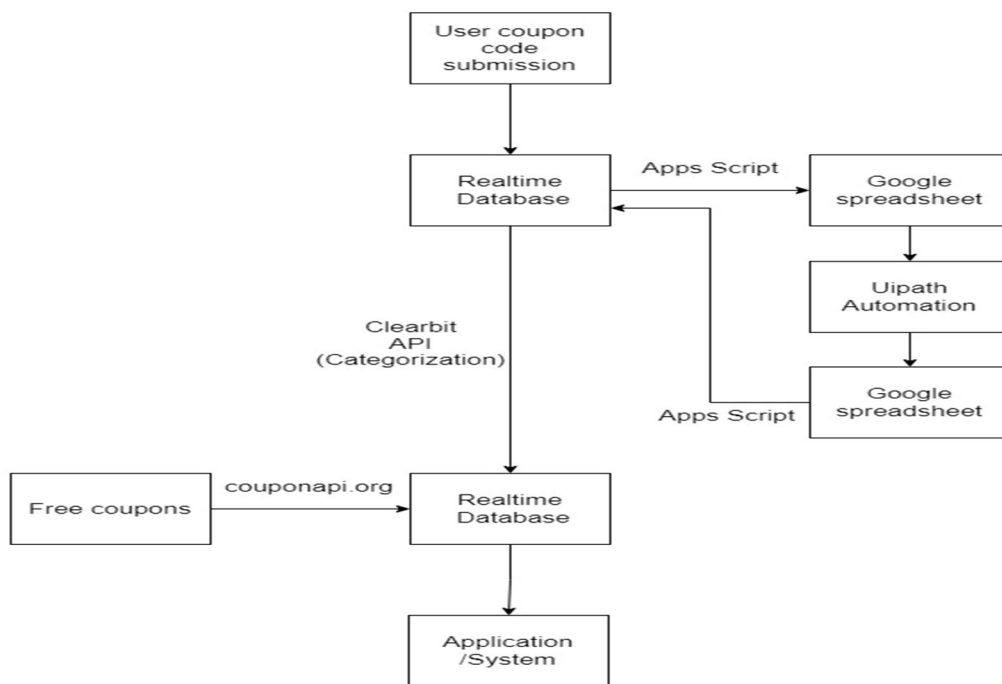 User coupon
code
submission
Realtime
Database
Apps Script
Google
spreadsheet
Uipath
Automation
Clearbit
API
(Categorization)
Google
spreadsheet
Apps Script
Free coupons
couponapi.org
Realtime
Database
Application
/System